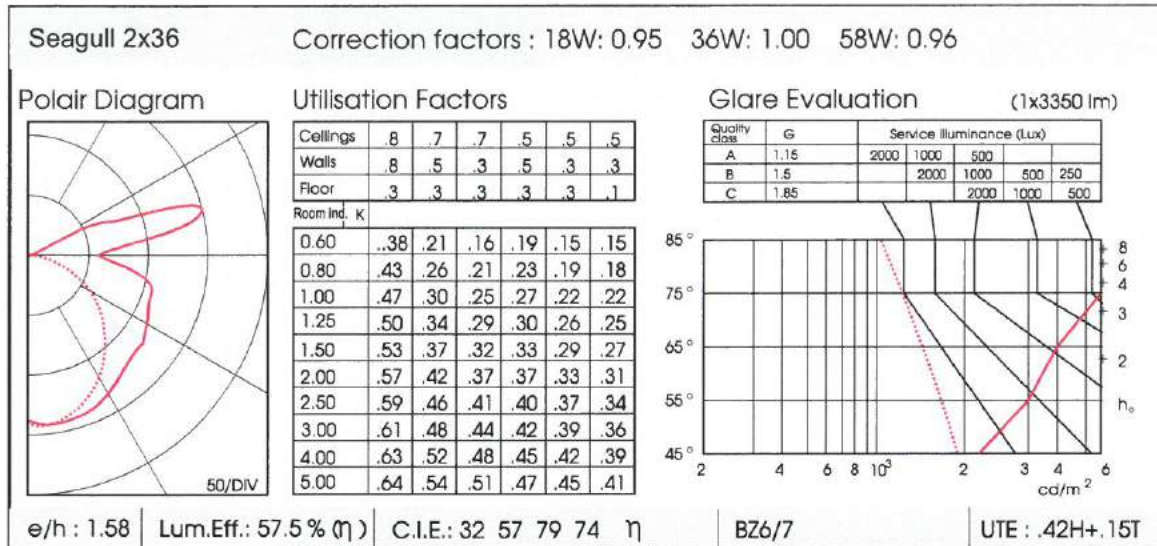 Seagull 2x36 Correction factors : 18W: 0.95 36W: 1.00 58W: 0.96
Polair Diagram
50/DIV
Utilisation Factors
Ceilings .8 .7 .7 .5 .5 .5
Walls .8 .5 .3 .5 .3 .3
Floor .3 .3 .3 .3 .3 .1
Room Ind. K
0.60 ..38 .21 .16 .19 .15 .15
0.80 .43 .26 .21 .23 .19 .18
1.00 .47 .30 .25 .27 .22 .22
1.25 .50 .34 .29 .30 .26 .25
1.50 .53 .37 .32 .33 .29 .27
2.00 .57 .42 .37 .37 .33 .31
2.50 .59 .46 .41 .40 .37 .34
3.00 .61 .48 .44 .42 .39 .36
4.00 .63 .52 .48 .45 .42 .39
5.00 .64 .54 .51 .47 .45 .41
Glare Evaluation (1x3350 lm)
Quality class G Service Illuminance (Lux)
A 1.15 2000 1000 500
B 1.5 2000 1000 500 250
C 1.85 2000 1000 500
85°
75°
65°
55°
45°
8
6
4
3
2
hₒ
2 4 6 8 10³ 2 3 4 6
cd/m²
e/h : 1.58 Lum.Eff.: 57.5 % (η) C.I.E.: 32 57 79 74 η BZ6/7 UTE : .42H+.15T